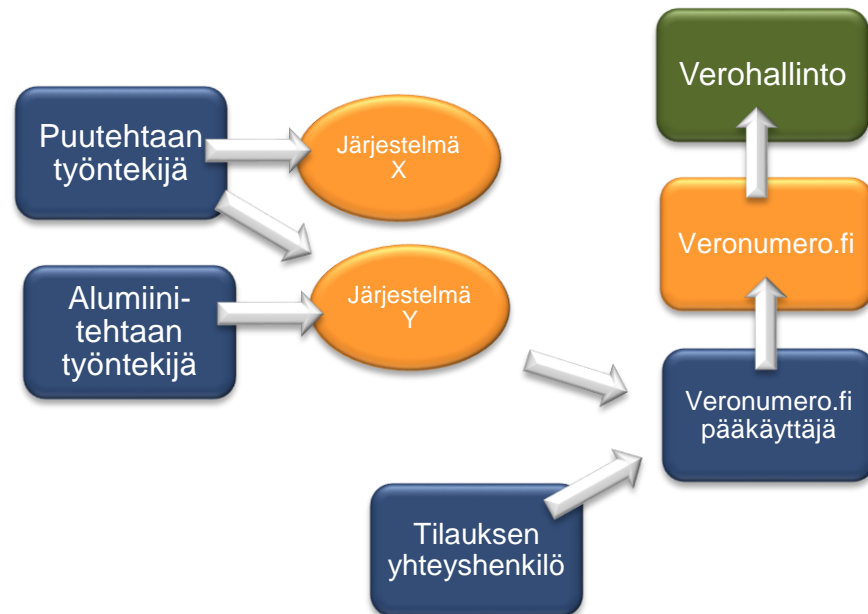 Puutehtaan
työntekijä
Järjestelmä
X
Verohallinto
Alumiini-
tehtaan
työntekijä
Järjestelmä
Y
Veronumero.fi
Veronumero.fi
pääkäyttäjä
Tilauksen
yhteyshenkilö